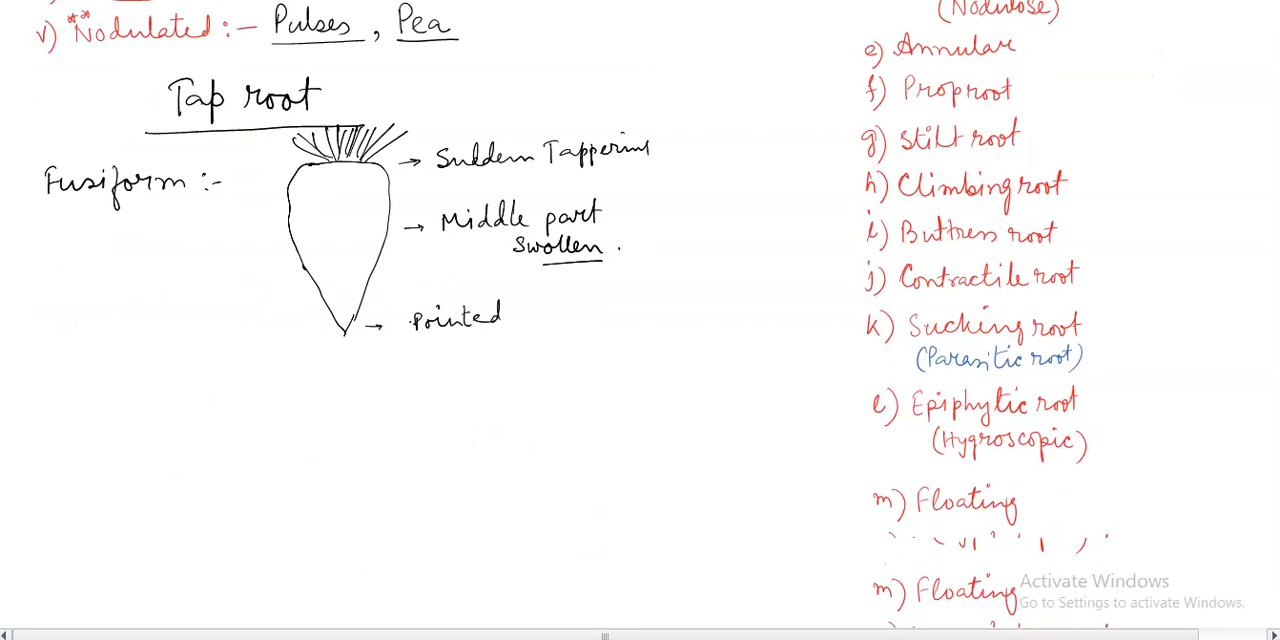 v) Nodulated :- Pulses, Pea
Tap root
Fusiform :-
→ Suddem Tappering
→ Middle part
Swollen.
→ Pointed
(Nodulose)
e) Annular
f) Prop root
g) Stilt root
h) Climbing root
i) Buttress root
j) Contractile root
k) Sucking root
(Parasitic root)
l) Epiphytic root
(Hygroscopic)
m) Floating
m) Floating
Activate Windows
Go to Settings to activate Windows.